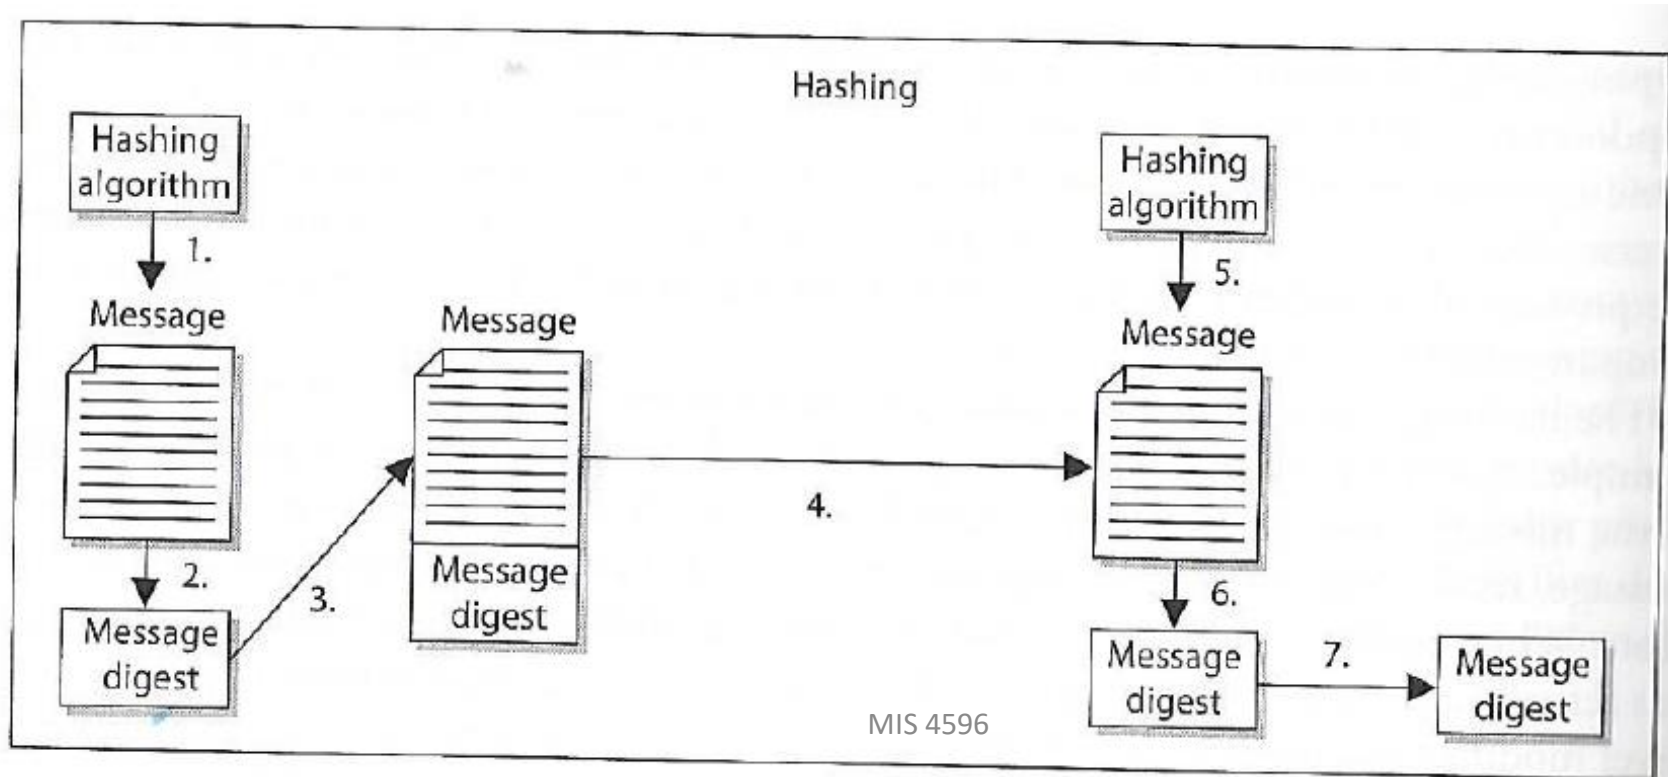 Hashing
Hashing
algorithm
1.
Message
2.
Message
digest
3.
Message
Message
digest
4.
Hashing
algorithm
5.
Message
6.
Message
digest
7.
Message
digest
MIS 4596